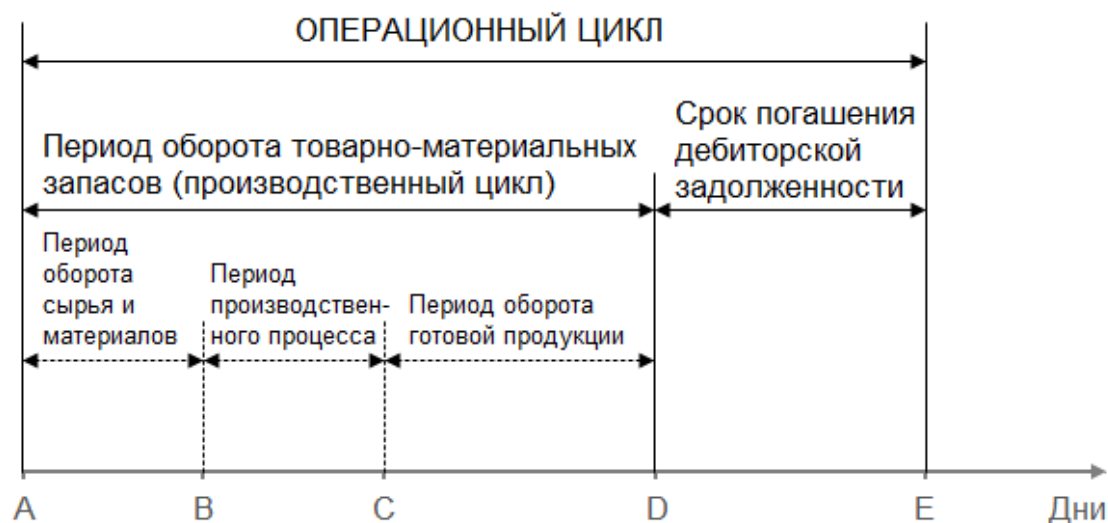 ОПЕРАЦИОННЫЙ ЦИКЛ
Срок погашения
дебиторской
задолженности
Период оборота товарно-материальных
запасов (производственный цикл)
Период
оборота
сырья и
материалов
Период
производствен-
ного процесса
Период оборота
готовой продукции
A
B
C
D
E
Дни